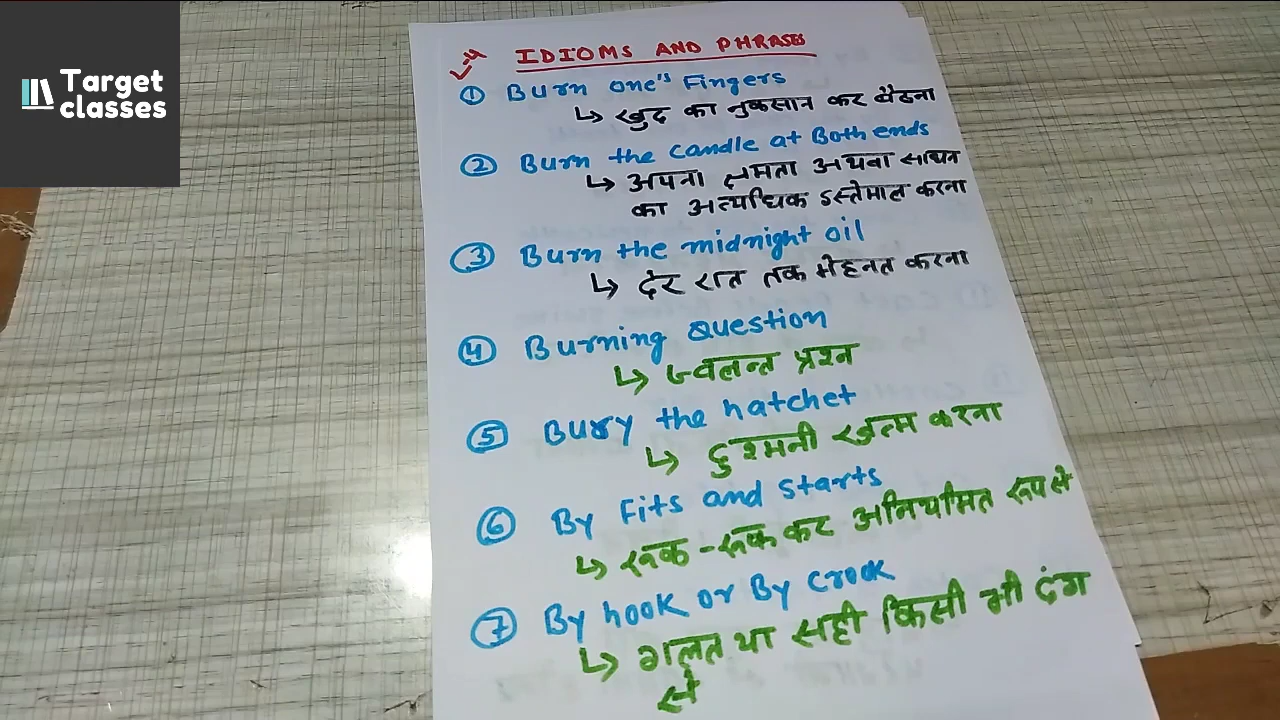 Target
classes
IDIOMS AND PHRASES
① Burn one's Fingers
↳ खुद का नुकसान कर बैठना
② Burn the candle at Both ends
↳ अपना क्षमता अथवा साधन
का अत्यधिक इस्तेमाल करना
③ Burn the midnight oil
↳ देर रात तक मेहनत करना
④ Burning Question
↳ ज्वलन्त प्रश्न
⑤ Bury the hatchet
↳ दुश्मनी खत्म करना
⑥ By Fits and starts
↳ रूक-रूक कर अनियमित रूप से
⑦ By hook or By crook
↳ गलत या सही किसी भी ढंग
से